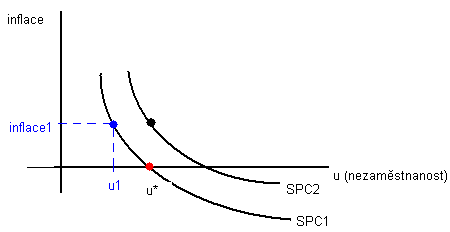 inflace
inflace1
u (nezaměstnanost)
u1
u*
SPC2
SPC1